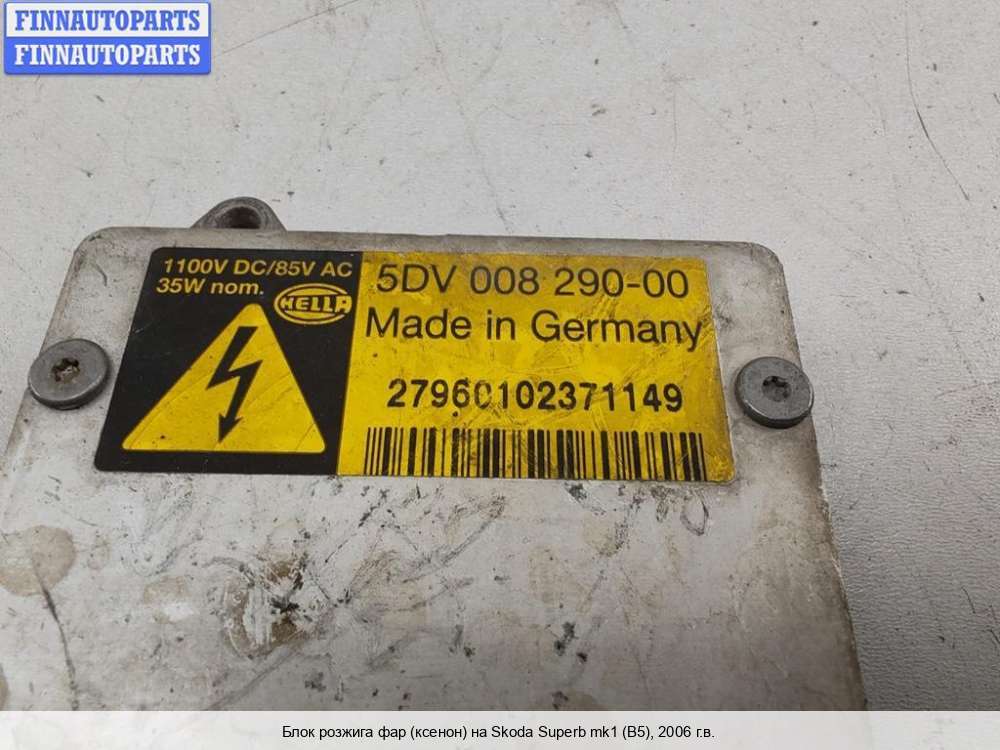 FINNAUTOPARTS
FINNAUTOPARTS
1100V DC/85V AC
35W nom.
HELLA
5DV 008 290-00
Made in Germany
27960102371149
Блок розжига фар (ксенон) на Skoda Superb mk1 (B5), 2006 г.в.